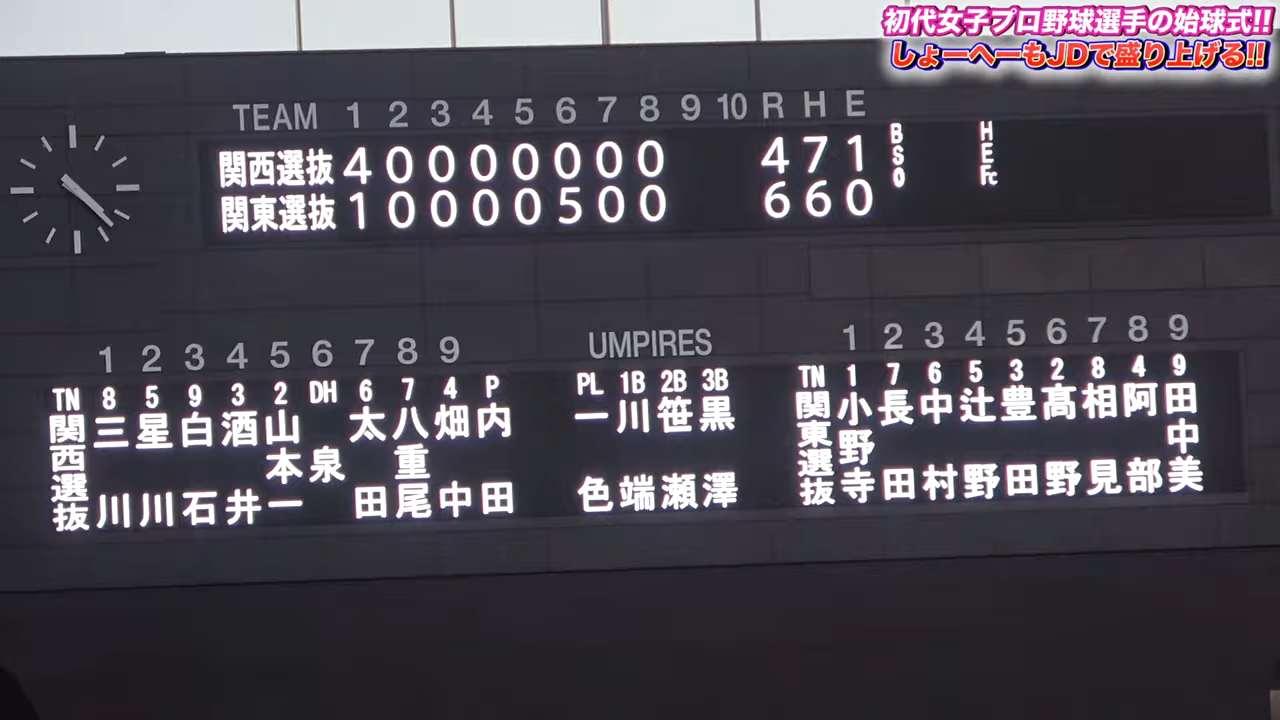 初代女子プロ野球選手の始球式!!
しょーへーもJDで盛り上げる!!
TEAM 1 2 3 4 5 6 7 8 9 10 R H E
関西選抜 4 0 0 0 0 0 0 0 4 7 1
関東選抜 1 0 0 0 0 5 0 0 6 6 0
B
S
O
H
E
Fc
1 2 3 4 5 6 7 8 9
TN 8 5 9 3 2 DH 6 7 4 P
関西選抜
三川
星川
白石
酒井
山本一
泉
太田
八重尾
畑中
内田
UMPIRES
PL 1B 2B 3B
一色
川端
笹瀬
黒澤
1 2 3 4 5 6 7 8 9
TN 1 7 6 5 3 2 8 4 9
関東選抜
小野寺
長田
中村
辻野
豊田
髙野
相見
阿部
田中美